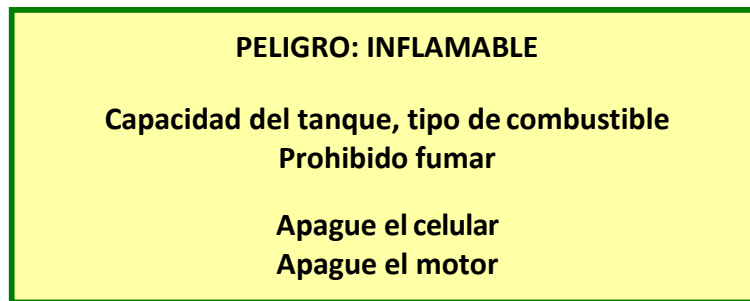 PELIGRO: INFLAMABLE
Capacidad del tanque, tipo de combustible
Prohibido fumar
Apague el celular
Apague el motor